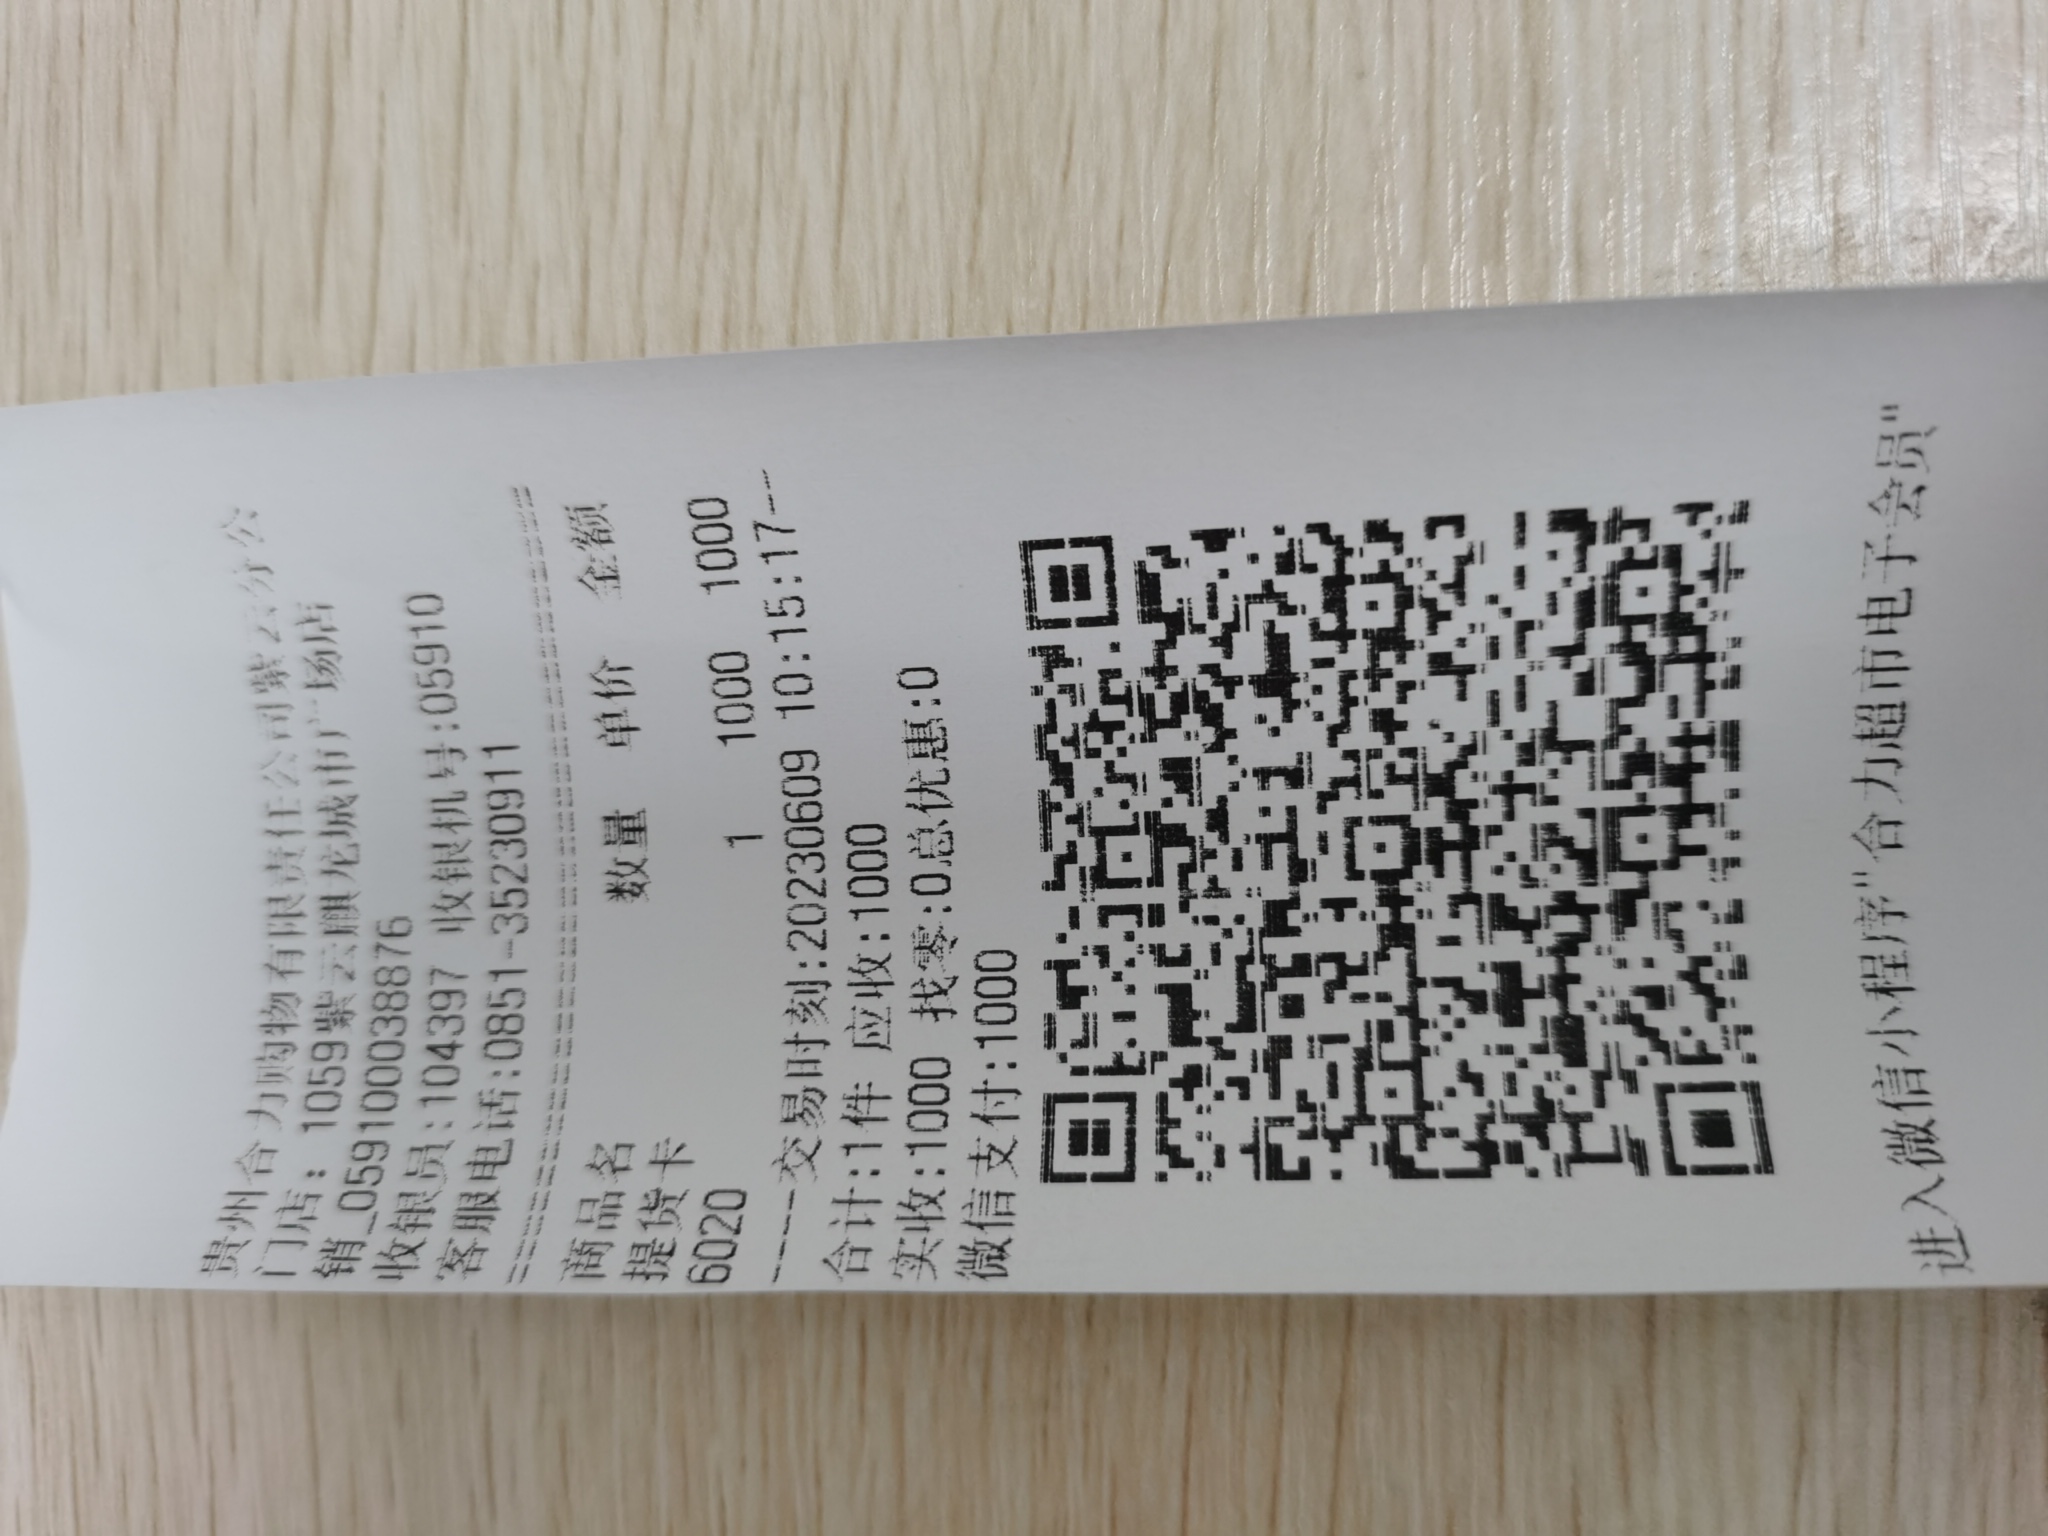 贵州合力购物有限责任公司紫云分公
门店：1059紫云麒龙城市广场店
销_0591000038876
收银员:104397 收银机号:05910
客服电话:0851-35230911
================================
商品名 数量 单价 金额
提货卡
6020 1 1000 1000
----交易时刻:20230609 10:15:17---
合计:1件 应收:1000
实收:1000 找零:0总优惠:0
微信支付:1000
进入微信小程序"合力超市电子会员"